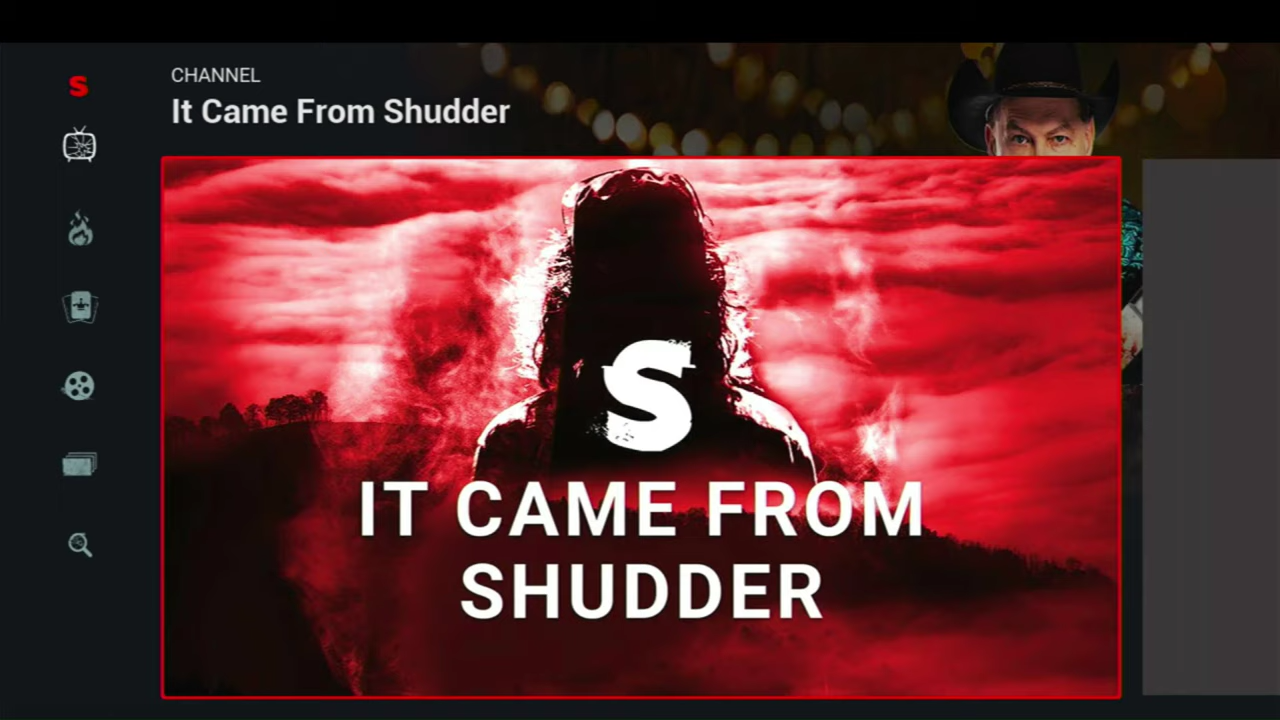 S
CHANNEL
It Came From Shudder
S
IT CAME FROM
SHUDDER